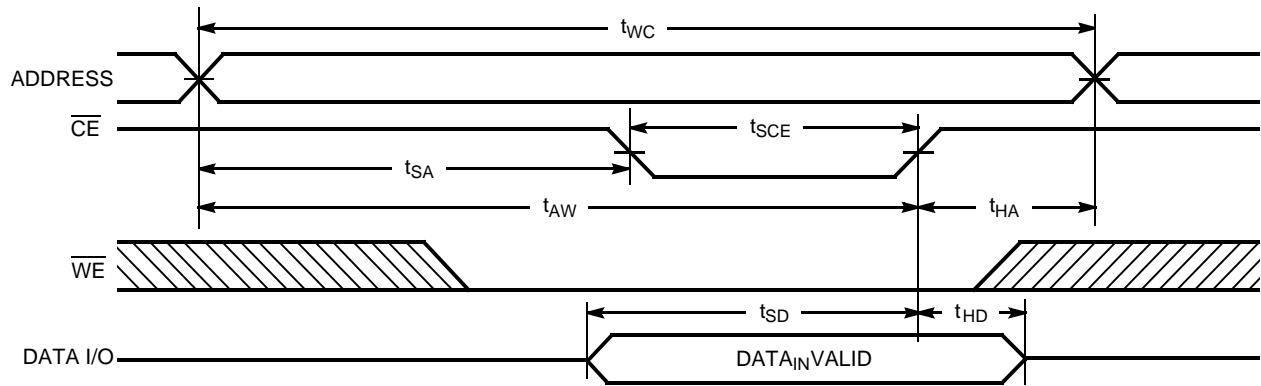 tWC
ADDRESS
CE
tSCE
tSA
tAW
tHA
WE
tSD
tHD
DATA I/O
DATAINVALID